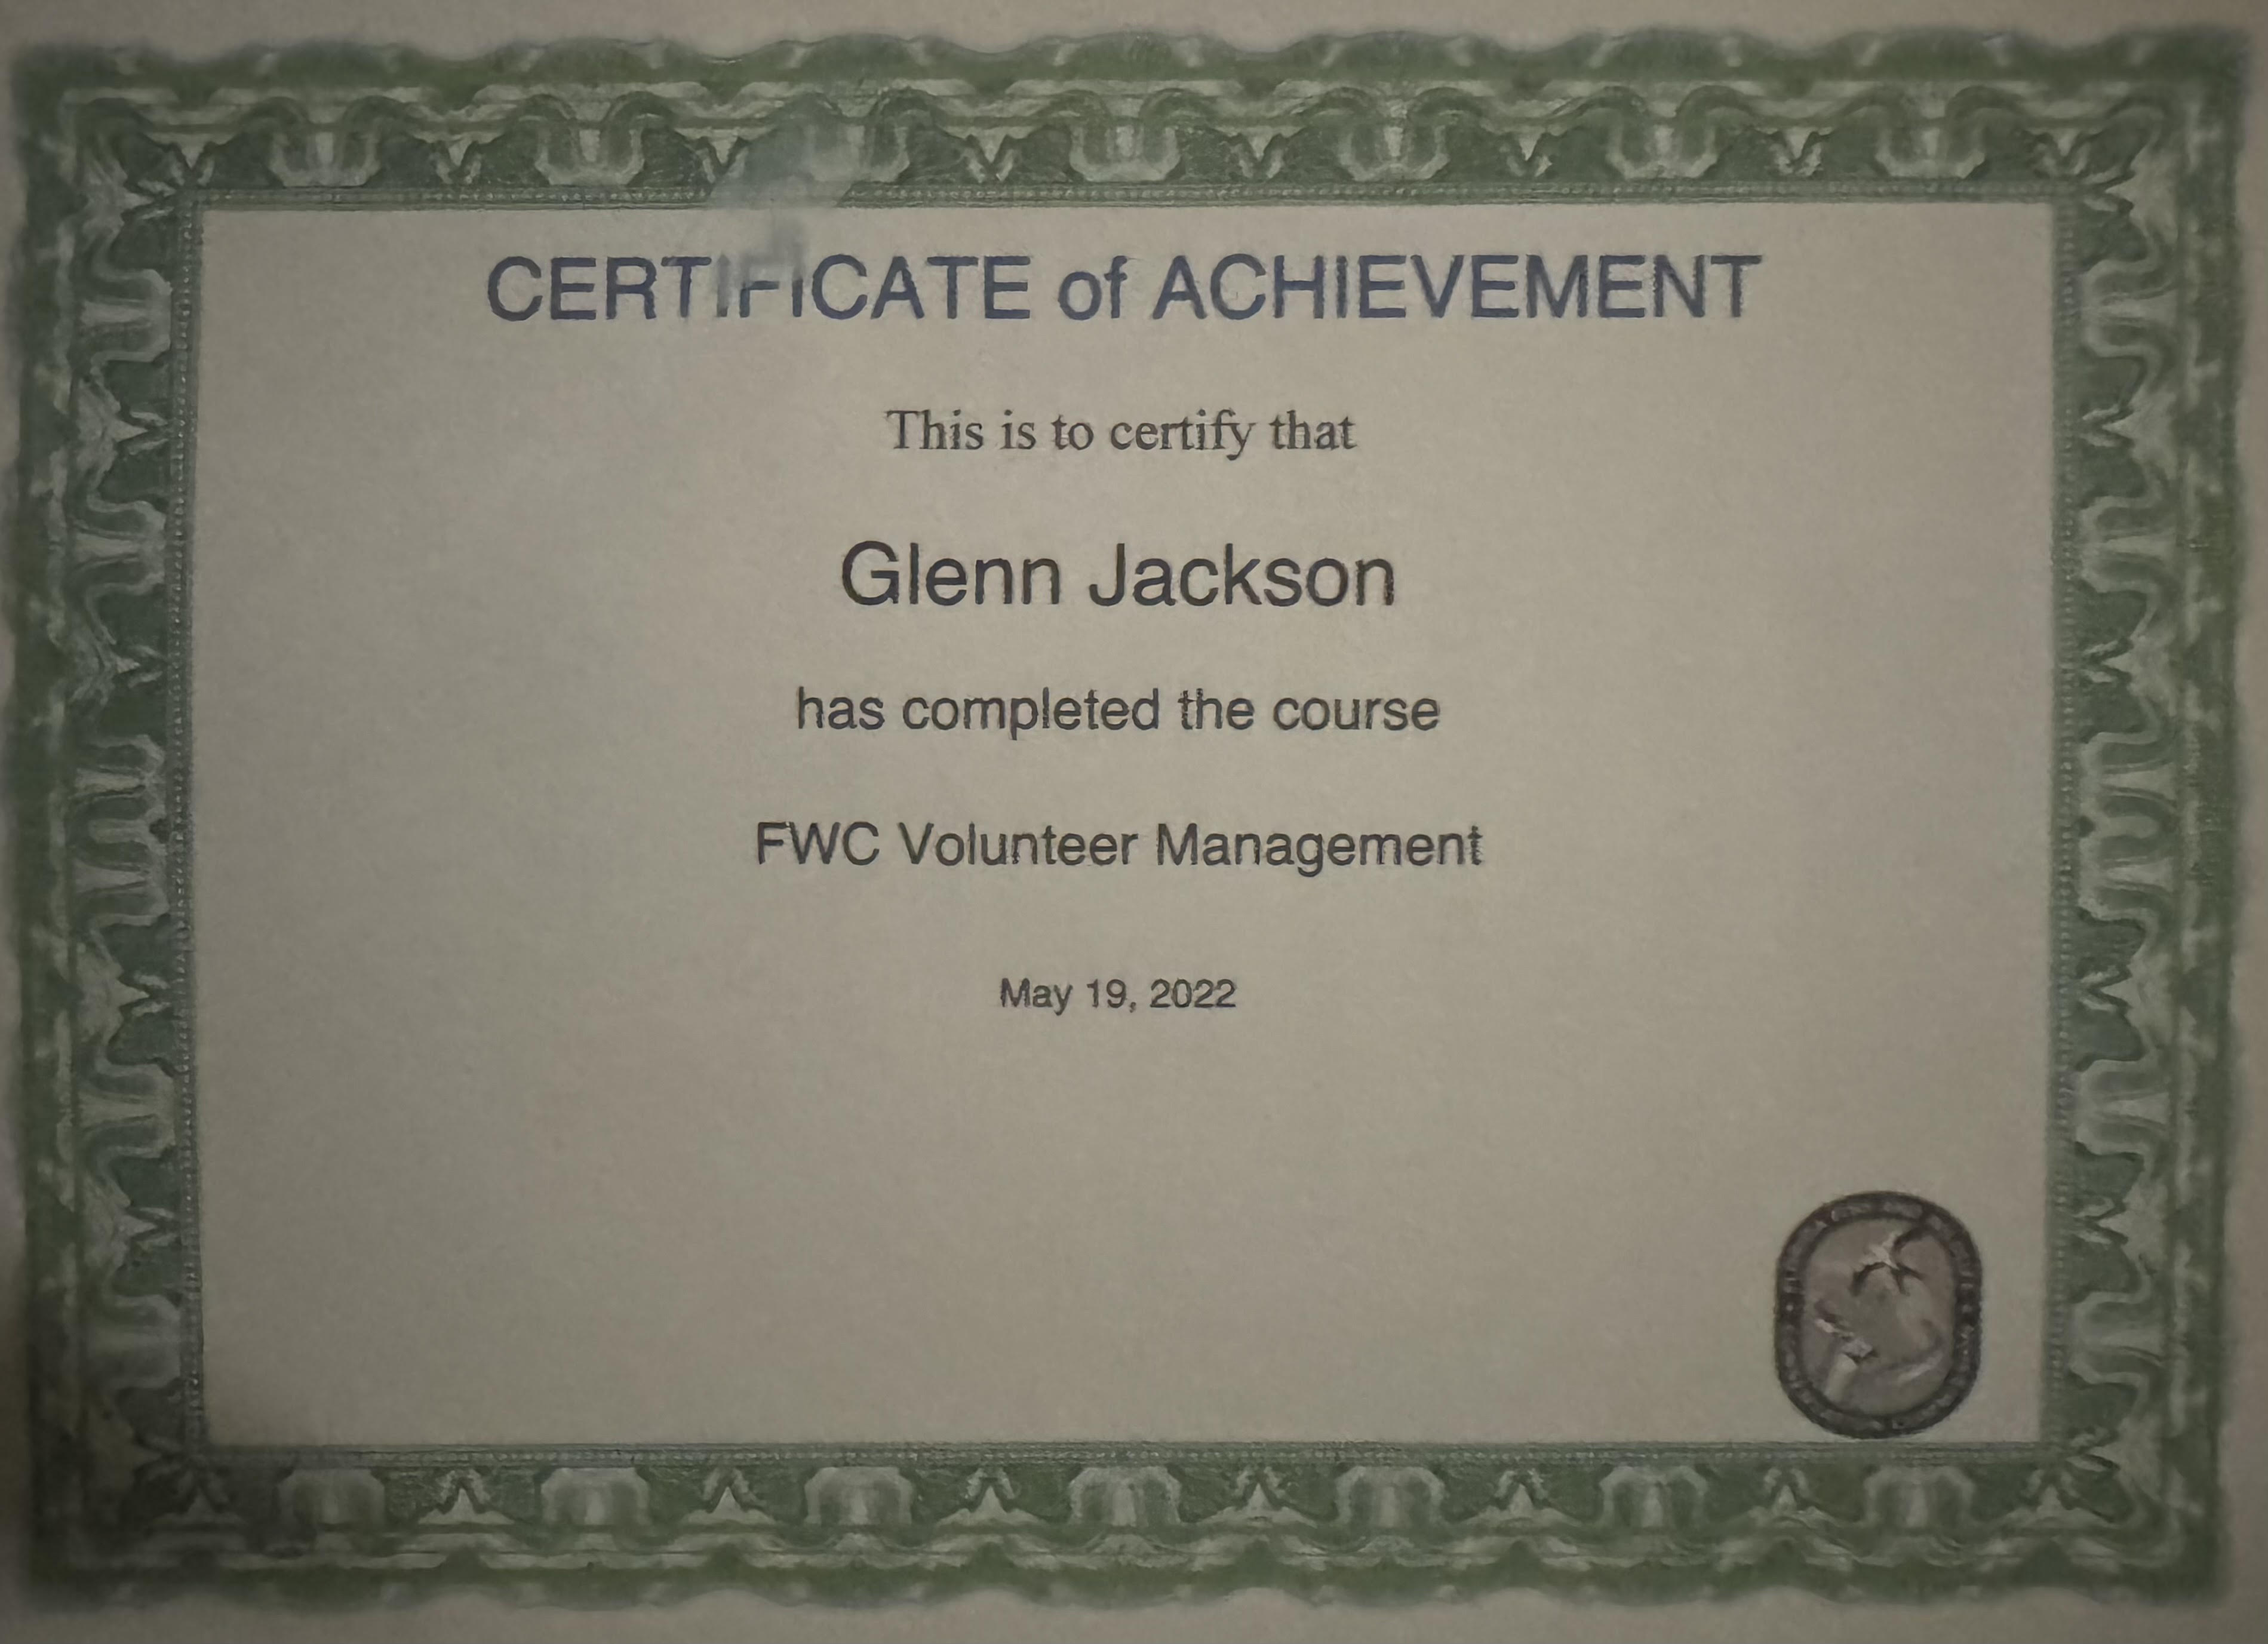 CERTIFICATE of ACHIEVEMENT
This is to certify that
Glenn Jackson
has completed the course
FWC Volunteer Management
May 19, 2022